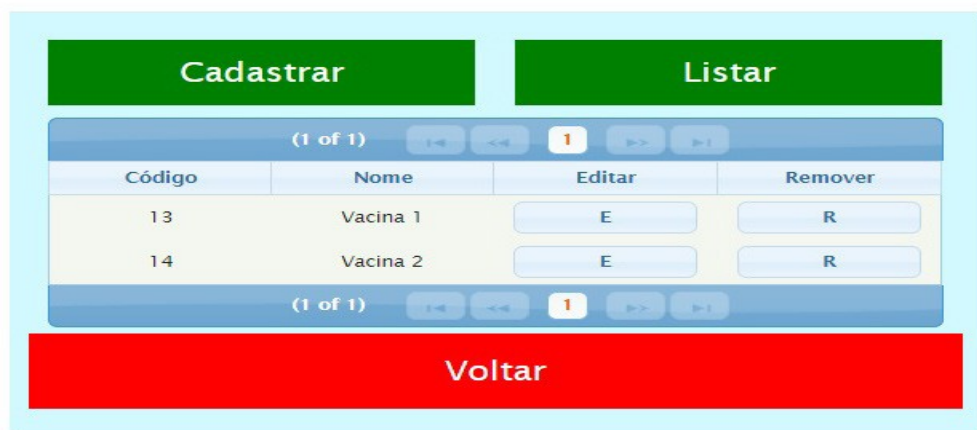 Cadastrar Listar
(1 of 1) 1
Código Nome Editar Remover
13 Vacina 1 E R
14 Vacina 2 E R
(1 of 1) 1
Voltar